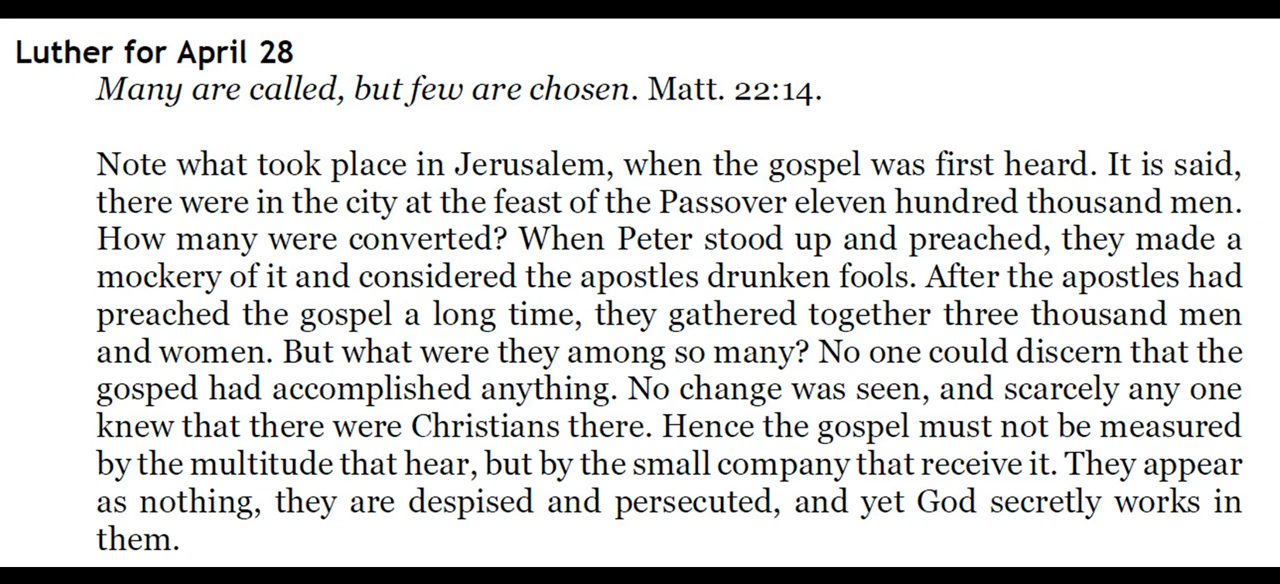 Luther for April 28
Many are called, but few are chosen. Matt. 22:14.
Note what took place in Jerusalem, when the gospel was first heard. It is said,
there were in the city at the feast of the Passover eleven hundred thousand men.
How many were converted? When Peter stood up and preached, they made a
mockery of it and considered the apostles drunken fools. After the apostles had
preached the gospel a long time, they gathered together three thousand men
and women. But what were they among so many? No one could discern that the
gosped had accomplished anything. No change was seen, and scarcely any one
knew that there were Christians there. Hence the gospel must not be measured
by the multitude that hear, but by the small company that receive it. They appear
as nothing, they are despised and persecuted, and yet God secretly works in
them.